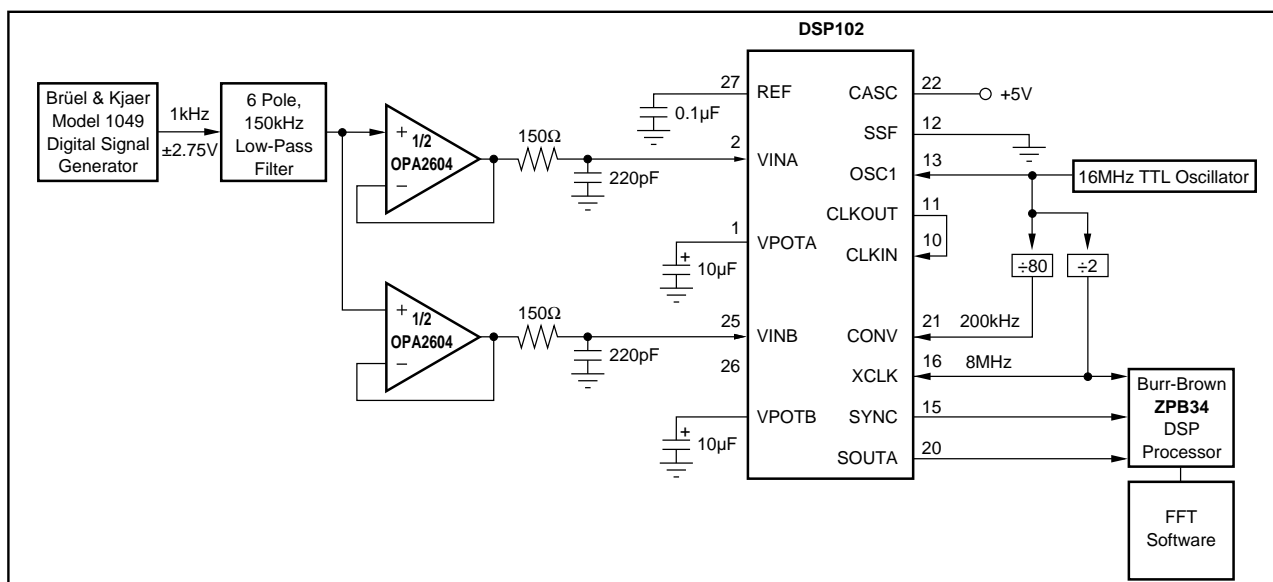 DSP102
Brüel & Kjaer
Model 1049
Digital Signal
Generator
1kHz
±2.75V
6 Pole,
150kHz
Low-Pass
Filter
+
1/2
OPA2604
–
150Ω
220pF
+
1/2
OPA2604
–
150Ω
220pF
0.1µF
+
10µF
+
10µF
27 REF
2 VINA
1 VPOTA
25 VINB
26
VPOTB
CASC 22
SSF 12
OSC1 13
CLKOUT 11
CLKIN 10
CONV 21 200kHz
XCLK 16 8MHz
SYNC 15
SOUTA 20
+5V
16MHz TTL Oscillator
÷80 ÷2
Burr-Brown
ZPB34
DSP
Processor
FFT
Software